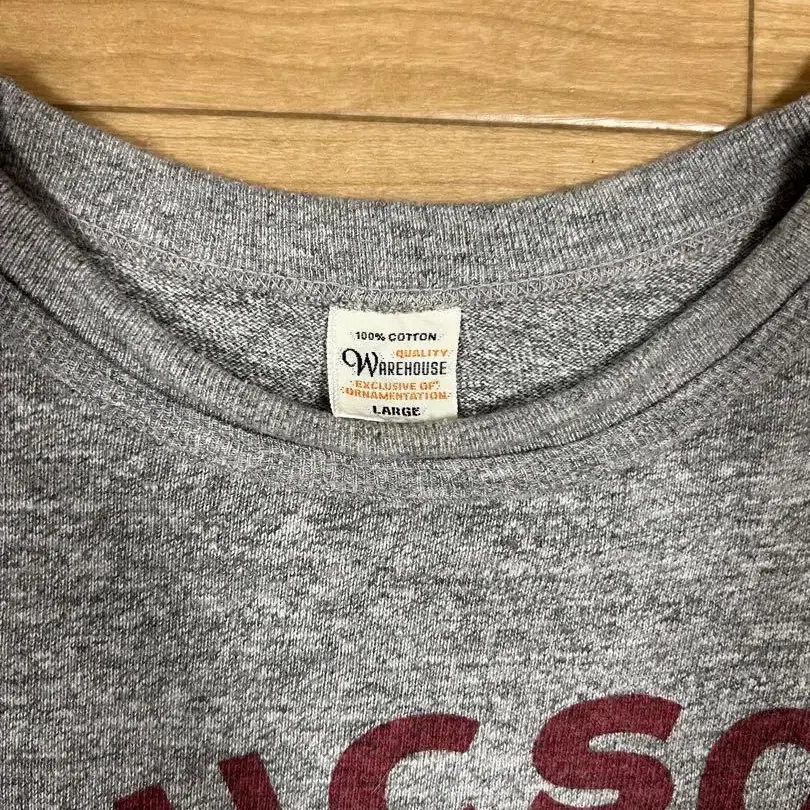 100% COTTON
QUALITY
WAREHOUSE
EXCLUSIVE OF
ORNAMENTATION
LARGE